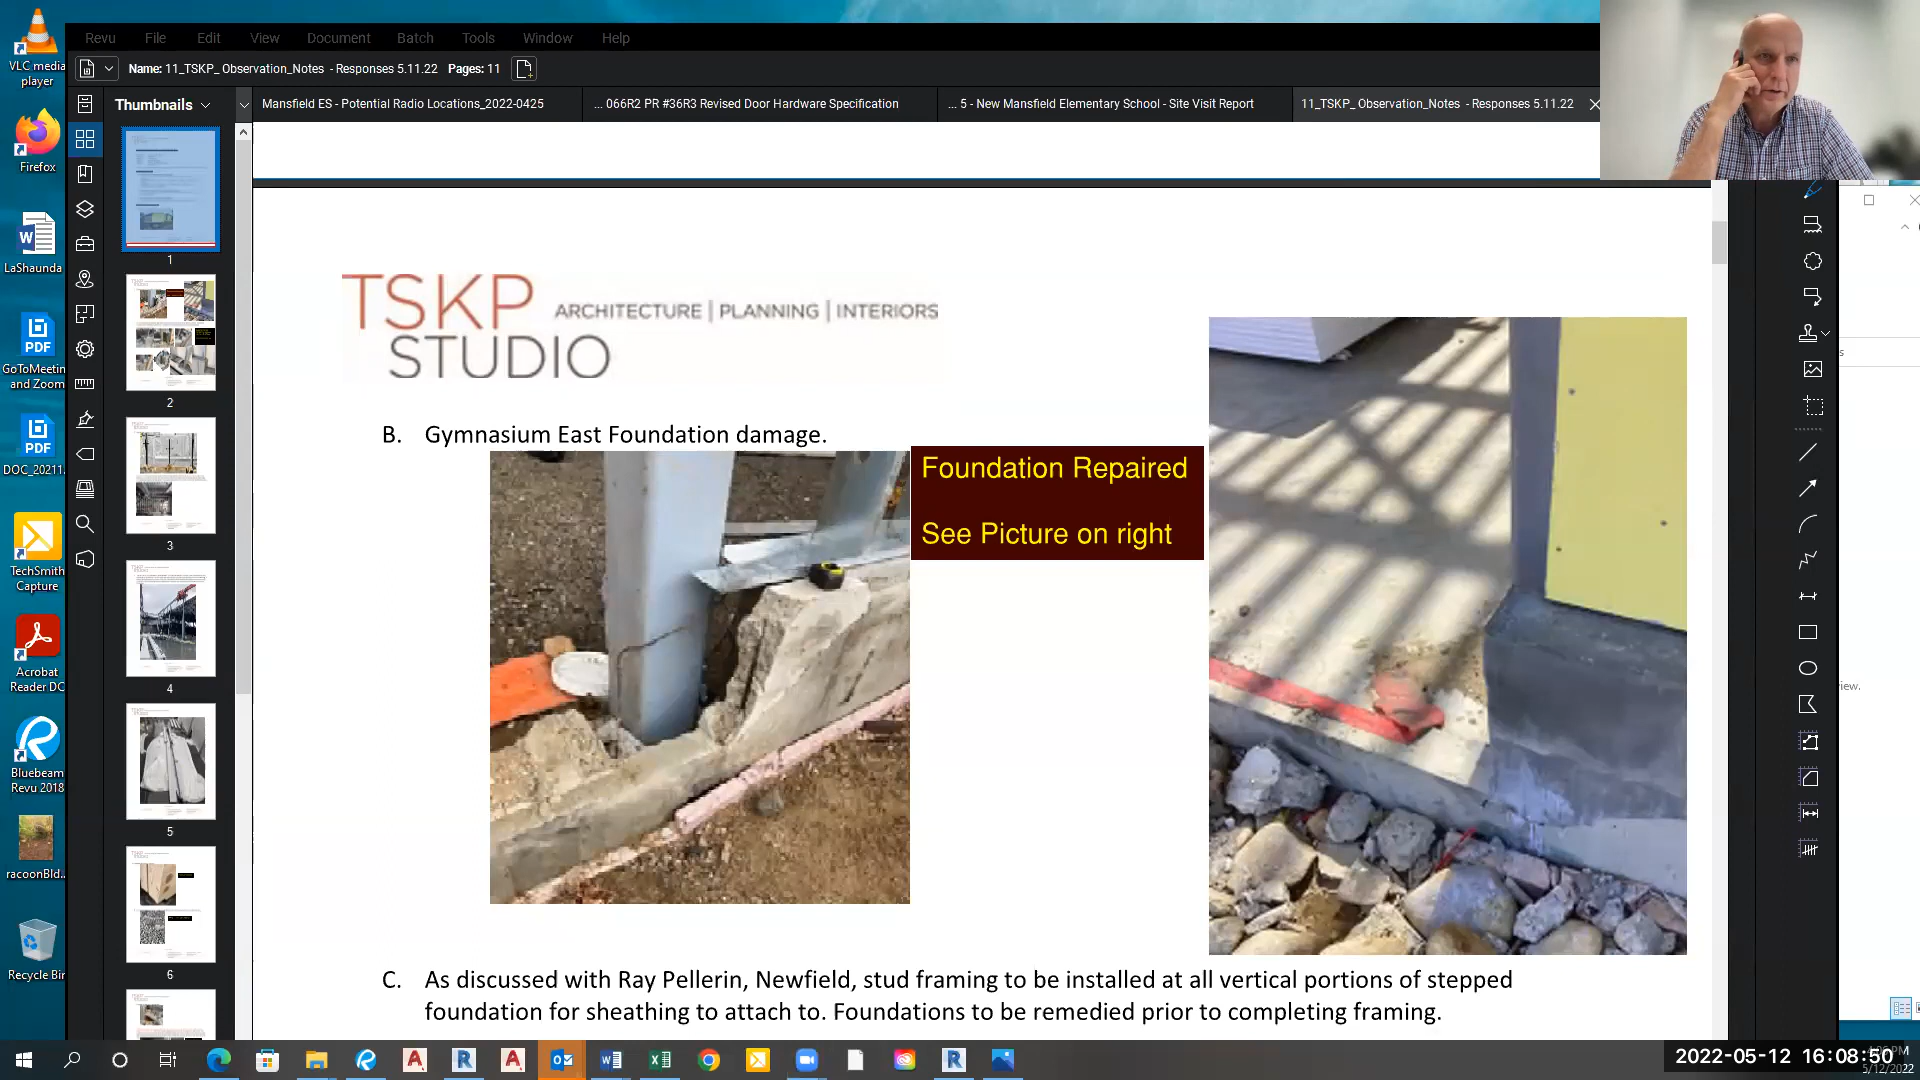 VLC media
player
Firefox
LaShaunda
PDF
GoToMeetin
and Zoom
PDF
DOC_20211.
TechSmith
Capture
Acrobat
Reader DC
Bluebeam
Revu 2018
racoonBld..
Recycle Bin
Revu File Edit View Document Batch Tools Window Help
Name: 11_TSKP_ Observation_Notes - Responses 5.11.22 Pages: 11
Thumbnails
Mansfield ES - Potential Radio Locations_2022-0425
... 066R2 PR #36R3 Revised Door Hardware Specification
... 5 - New Mansfield Elementary School - Site Visit Report
11_TSKP_ Observation_Notes - Responses 5.11.22
1
2
3
4
5
6
TSKP
STUDIO
ARCHITECTURE | PLANNING | INTERIORS
B. Gymnasium East Foundation damage.
Foundation Repaired
See Picture on right
C. As discussed with Ray Pellerin, Newfield, stud framing to be installed at all vertical portions of stepped
foundation for sheathing to attach to. Foundations to be remedied prior to completing framing.
s
iew.
2022-05-12 16:08:50
5/12/2022